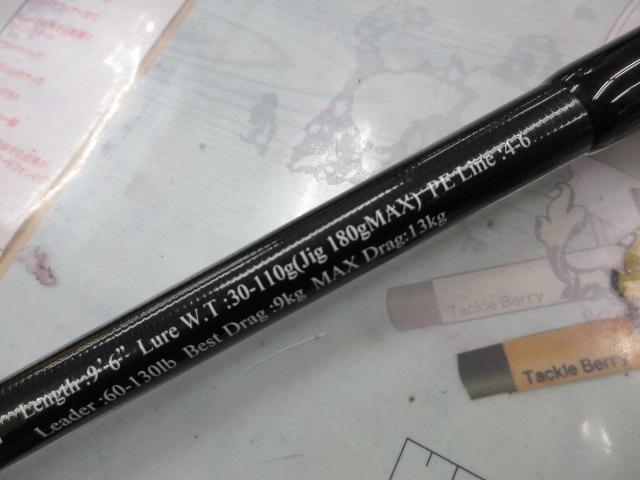 Length :9'-6" Lure W.T :30-110g(Jig 180gMAX) PE Line :4-6
Leader :60-130lb Best Drag :9kg MAX Drag:13kg
Tackle Berry
Tackle Berry